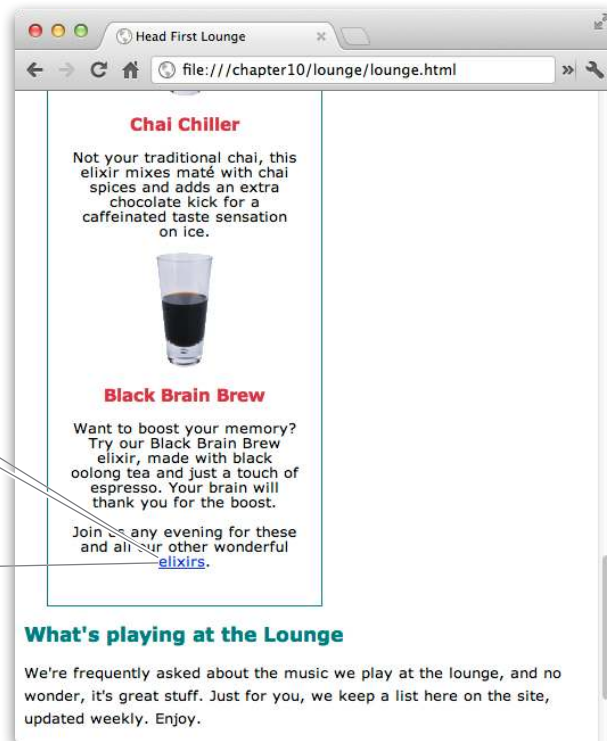 Head First Lounge
file:///chapter10/lounge/lounge.html
Chai Chiller
Not your traditional chai, this
elixir mixes maté with chai
spices and adds an extra
chocolate kick for a
caffeinated taste sensation
on ice.
Black Brain Brew
Want to boost your memory?
Try our Black Brain Brew
elixir, made with black
oolong tea and just a touch of
espresso. Your brain will
thank you for the boost.
Join us any evening for these
and all our other wonderful
elixirs.
What's playing at the Lounge
We're frequently asked about the music we play at the lounge, and no
wonder, it's great stuff. Just for you, we keep a list here on the site,
updated weekly. Enjoy.